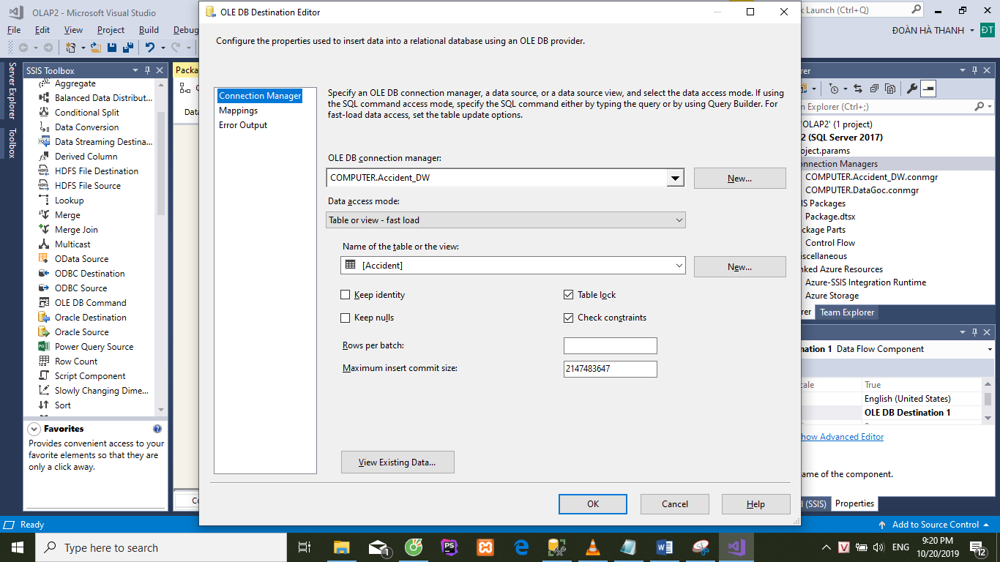 OLAP2 - Microsoft Visual Studio
OLE DB Destination Editor
k Launch (Ctrl+Q)
File Edit View Project Build Debug
ĐOÀN HÀ THANH ĐT
Configure the properties used to insert data into a relational database using an OLE DB provider.
Server Explorer
Toolbox
SSIS Toolbox
Aggregate
Balanced Data Distribut...
Conditional Split
Data Conversion
Data Streaming Destina...
Derived Column
HDFS File Destination
HDFS File Source
Lookup
Merge
Merge Join
Multicast
OData Source
ODBC Destination
ODBC Source
OLE DB Command
Oracle Destination
Oracle Source
Power Query Source
Row Count
Script Component
Slowly Changing Dime...
Sort
Favorites
Provides convenient access to your
favorite elements so that they are
only a click away.
Packa
C
Data
Co
Connection Manager
Mappings
Error Output
Specify an OLE DB connection manager, a data source, or a data source view, and select the data access mode. If using
the SQL command access mode, specify the SQL command either by typing the query or by using Query Builder. For
fast-load data access, set the table update options.
OLE DB connection manager:
COMPUTER.Accident_DW
New...
Data access mode:
Table or view - fast load
Name of the table or the view:
[Accident]
New...
Keep identity
Table lock
Keep nulls
Check constraints
Rows per batch:
Maximum insert commit size:
2147483647
View Existing Data...
OK Cancel Help
rer
n Explorer (Ctrl+;)
'OLAP2' (1 project)
2 (SQL Server 2017)
oject.params
onnection Managers
COMPUTER.Accident_DW.conmgr
COMPUTER.DataGoc.conmgr
IS Packages
Package.dtsx
ckage Parts
Control Flow
iscellaneous
nked Azure Resources
Azure-SSIS Integration Runtime
Azure Storage
rer Team Explorer
nation 1 Data Flow Component
cale True
English (United States)
OLE DB Destination 1
how Advanced Editor
ame of the component.
l (SSIS) Properties
Ready
Add to Source Control
Type here to search
1
PS
V
ENG
9:20 PM
10/20/2019
12